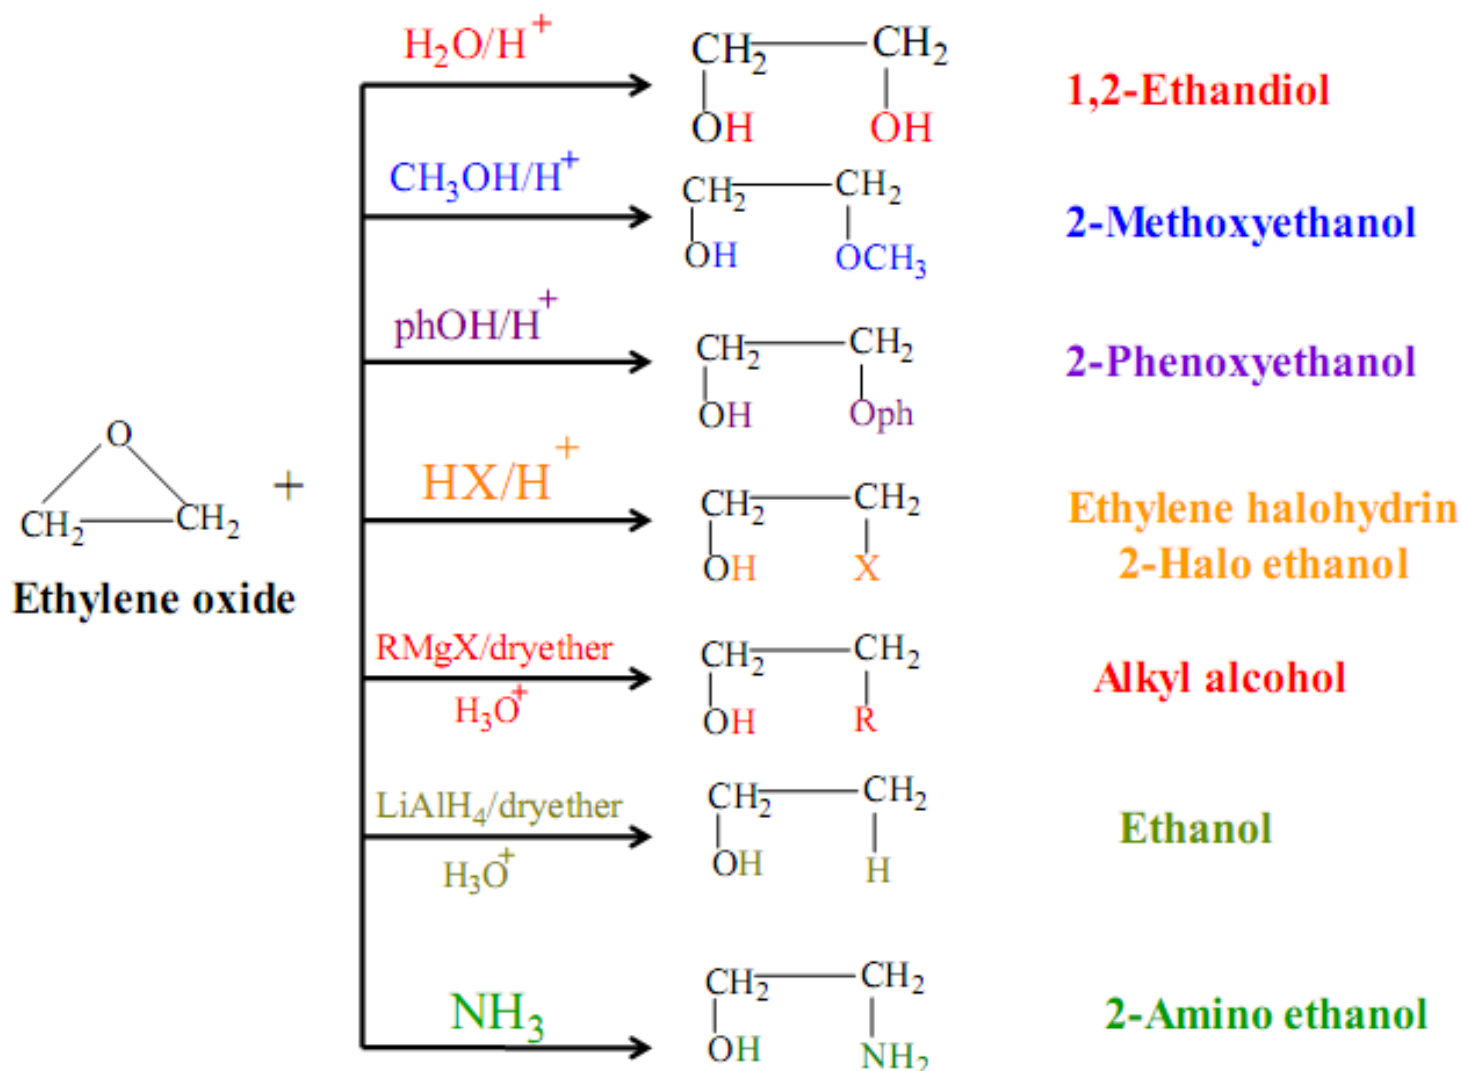 H₂O/H⁺
CH₂ CH₂
OH OH
1,2-Ethandiol
CH₃OH/H⁺
CH₂ CH₂
OH OCH₃
2-Methoxyethanol
phOH/H⁺
CH₂ CH₂
OH Oph
2-Phenoxyethanol
O
CH₂ CH₂
+
Ethylene oxide
HX/H⁺
CH₂ CH₂
OH X
Ethylene halohydrin
2-Halo ethanol
RMgX/dryether
H₃O⁺
CH₂ CH₂
OH R
Alkyl alcohol
LiAlH₄/dryether
H₃O⁺
CH₂ CH₂
OH H
Ethanol
NH₃
CH₂ CH₂
OH NH₂
2-Amino ethanol